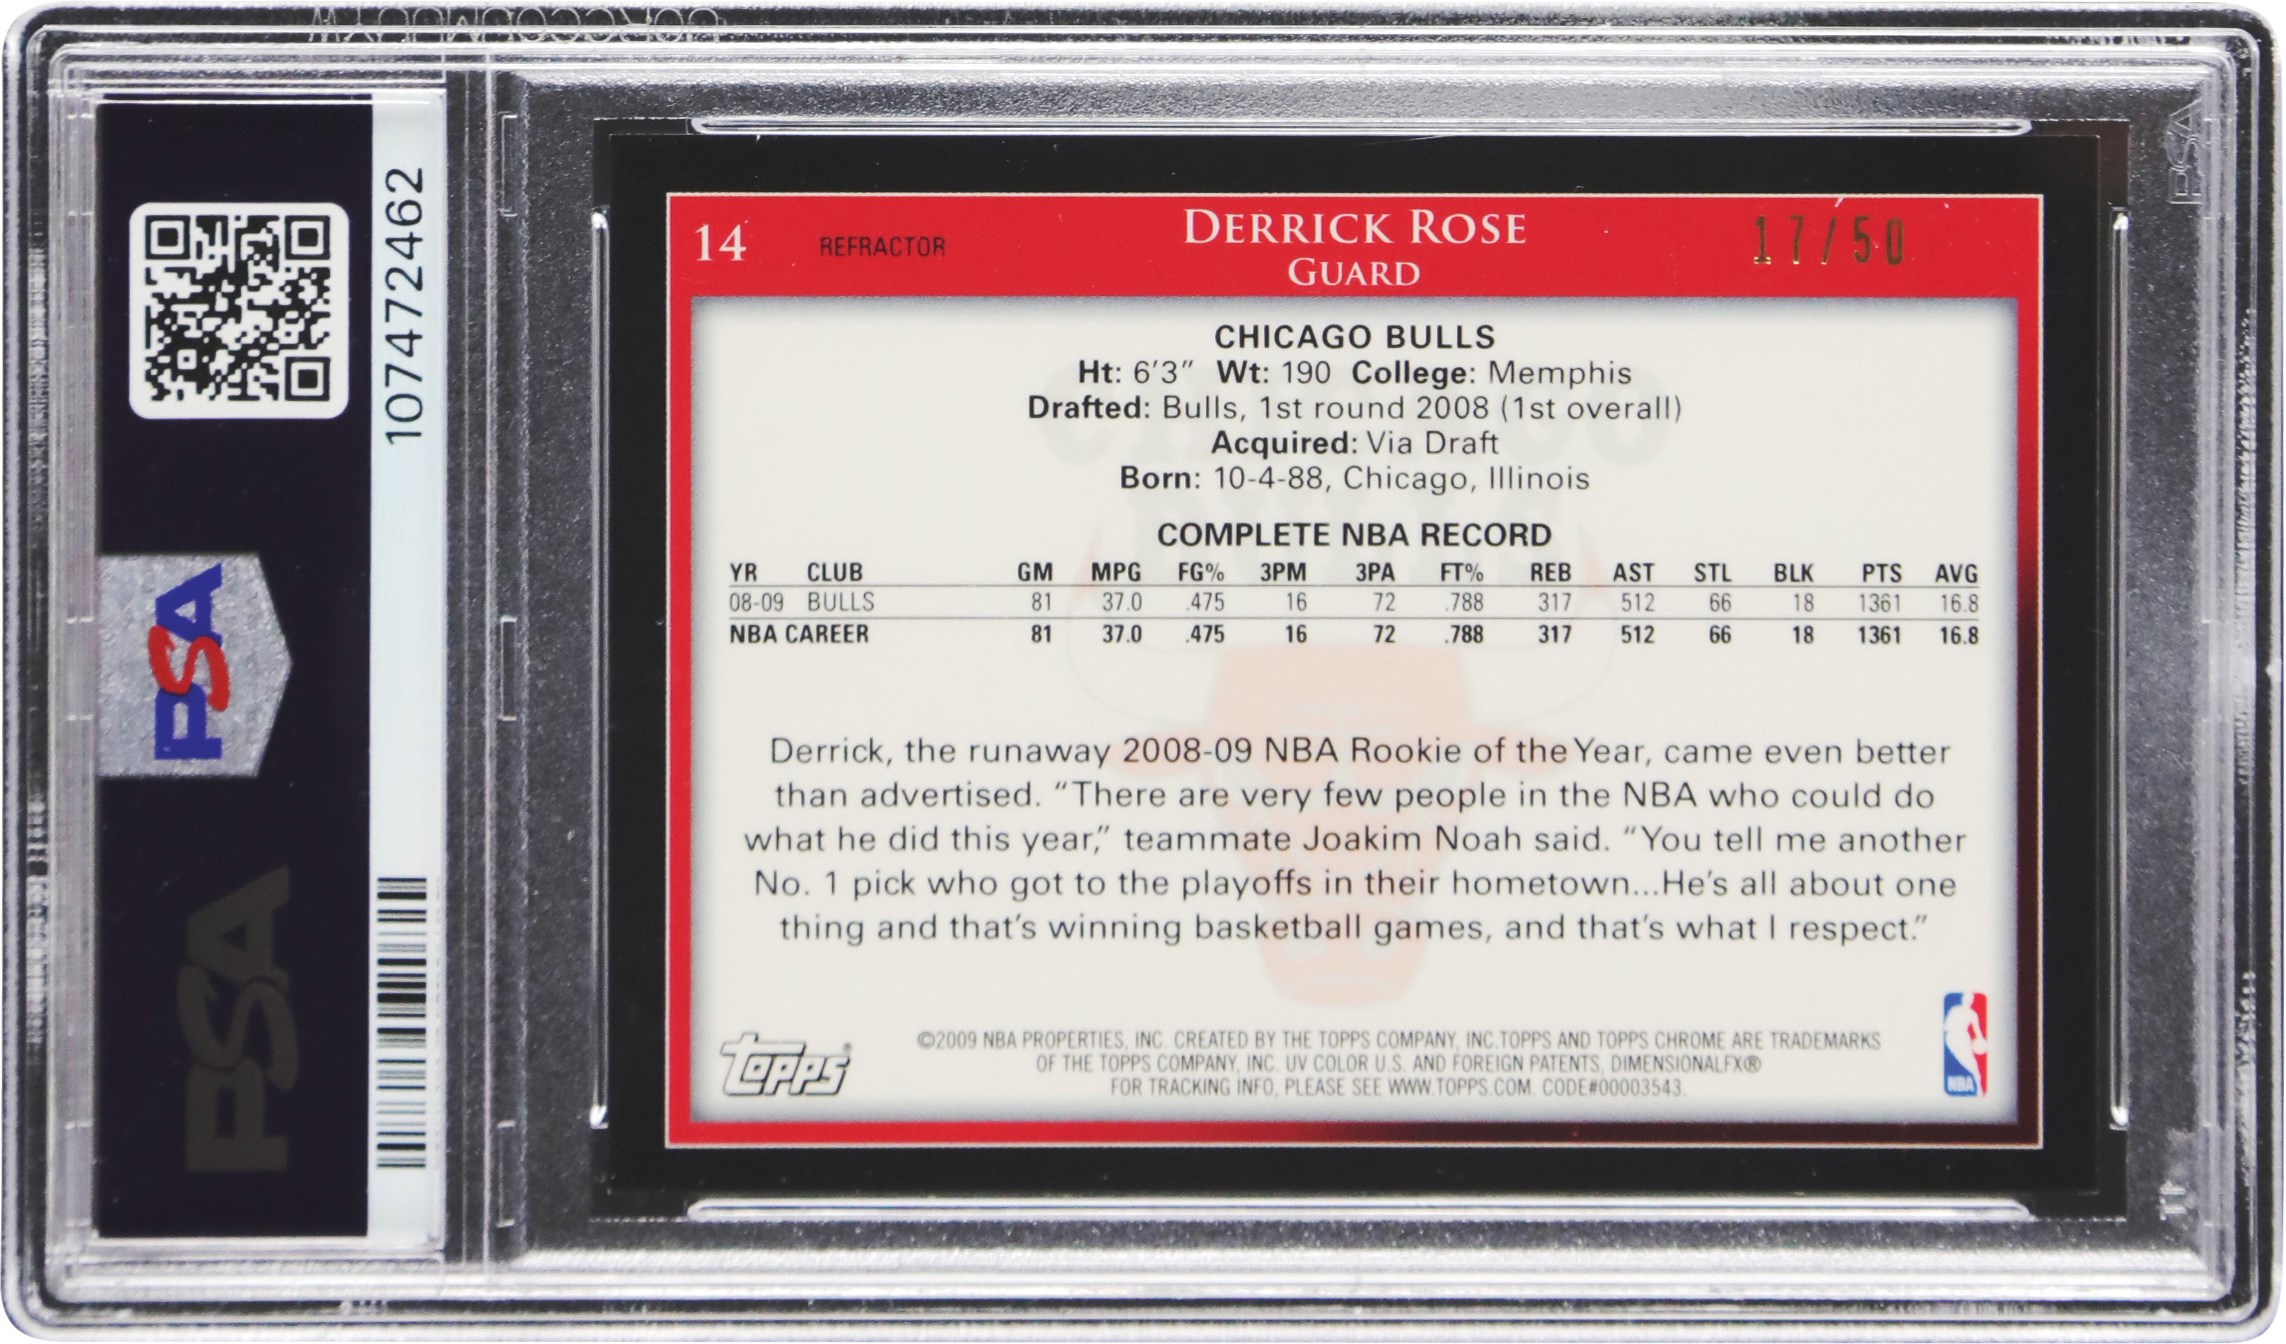 107472462
PSA
PSA
PSA
14 REFRACTOR DERRICK ROSE 17/50
GUARD
CHICAGO BULLS
Ht: 6'3" Wt: 190 College: Memphis
Drafted: Bulls, 1st round 2008 (1st overall)
Acquired: Via Draft
Born: 10-4-88, Chicago, Illinois
COMPLETE NBA RECORD
YR CLUB GM MPG FG% 3PM 3PA FT% REB AST STL BLK PTS AVG
08-09 BULLS 81 37.0 .475 16 72 .788 317 512 66 18 1361 16.8
NBA CAREER 81 37.0 .475 16 72 .788 317 512 66 18 1361 16.8
Derrick, the runaway 2008-09 NBA Rookie of the Year, came even better
than advertised. “There are very few people in the NBA who could do
what he did this year,” teammate Joakim Noah said. “You tell me another
No. 1 pick who got to the playoffs in their hometown...He’s all about one
thing and that’s winning basketball games, and that’s what I respect.”
Topps®
©2009 NBA PROPERTIES, INC. CREATED BY THE TOPPS COMPANY, INC.TOPPS AND TOPPS CHROME ARE TRADEMARKS
OF THE TOPPS COMPANY, INC. UV COLOR U.S. AND FOREIGN PATENTS, DIMENSIONALFX®
FOR TRACKING INFO, PLEASE SEE WWW.TOPPS.COM. CODE#00003543.
NBA